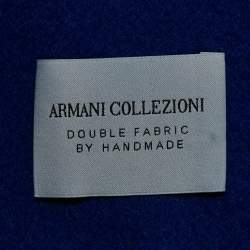 ARMANI COLLEZIONI
DOUBLE FABRIC
BY HANDMADE